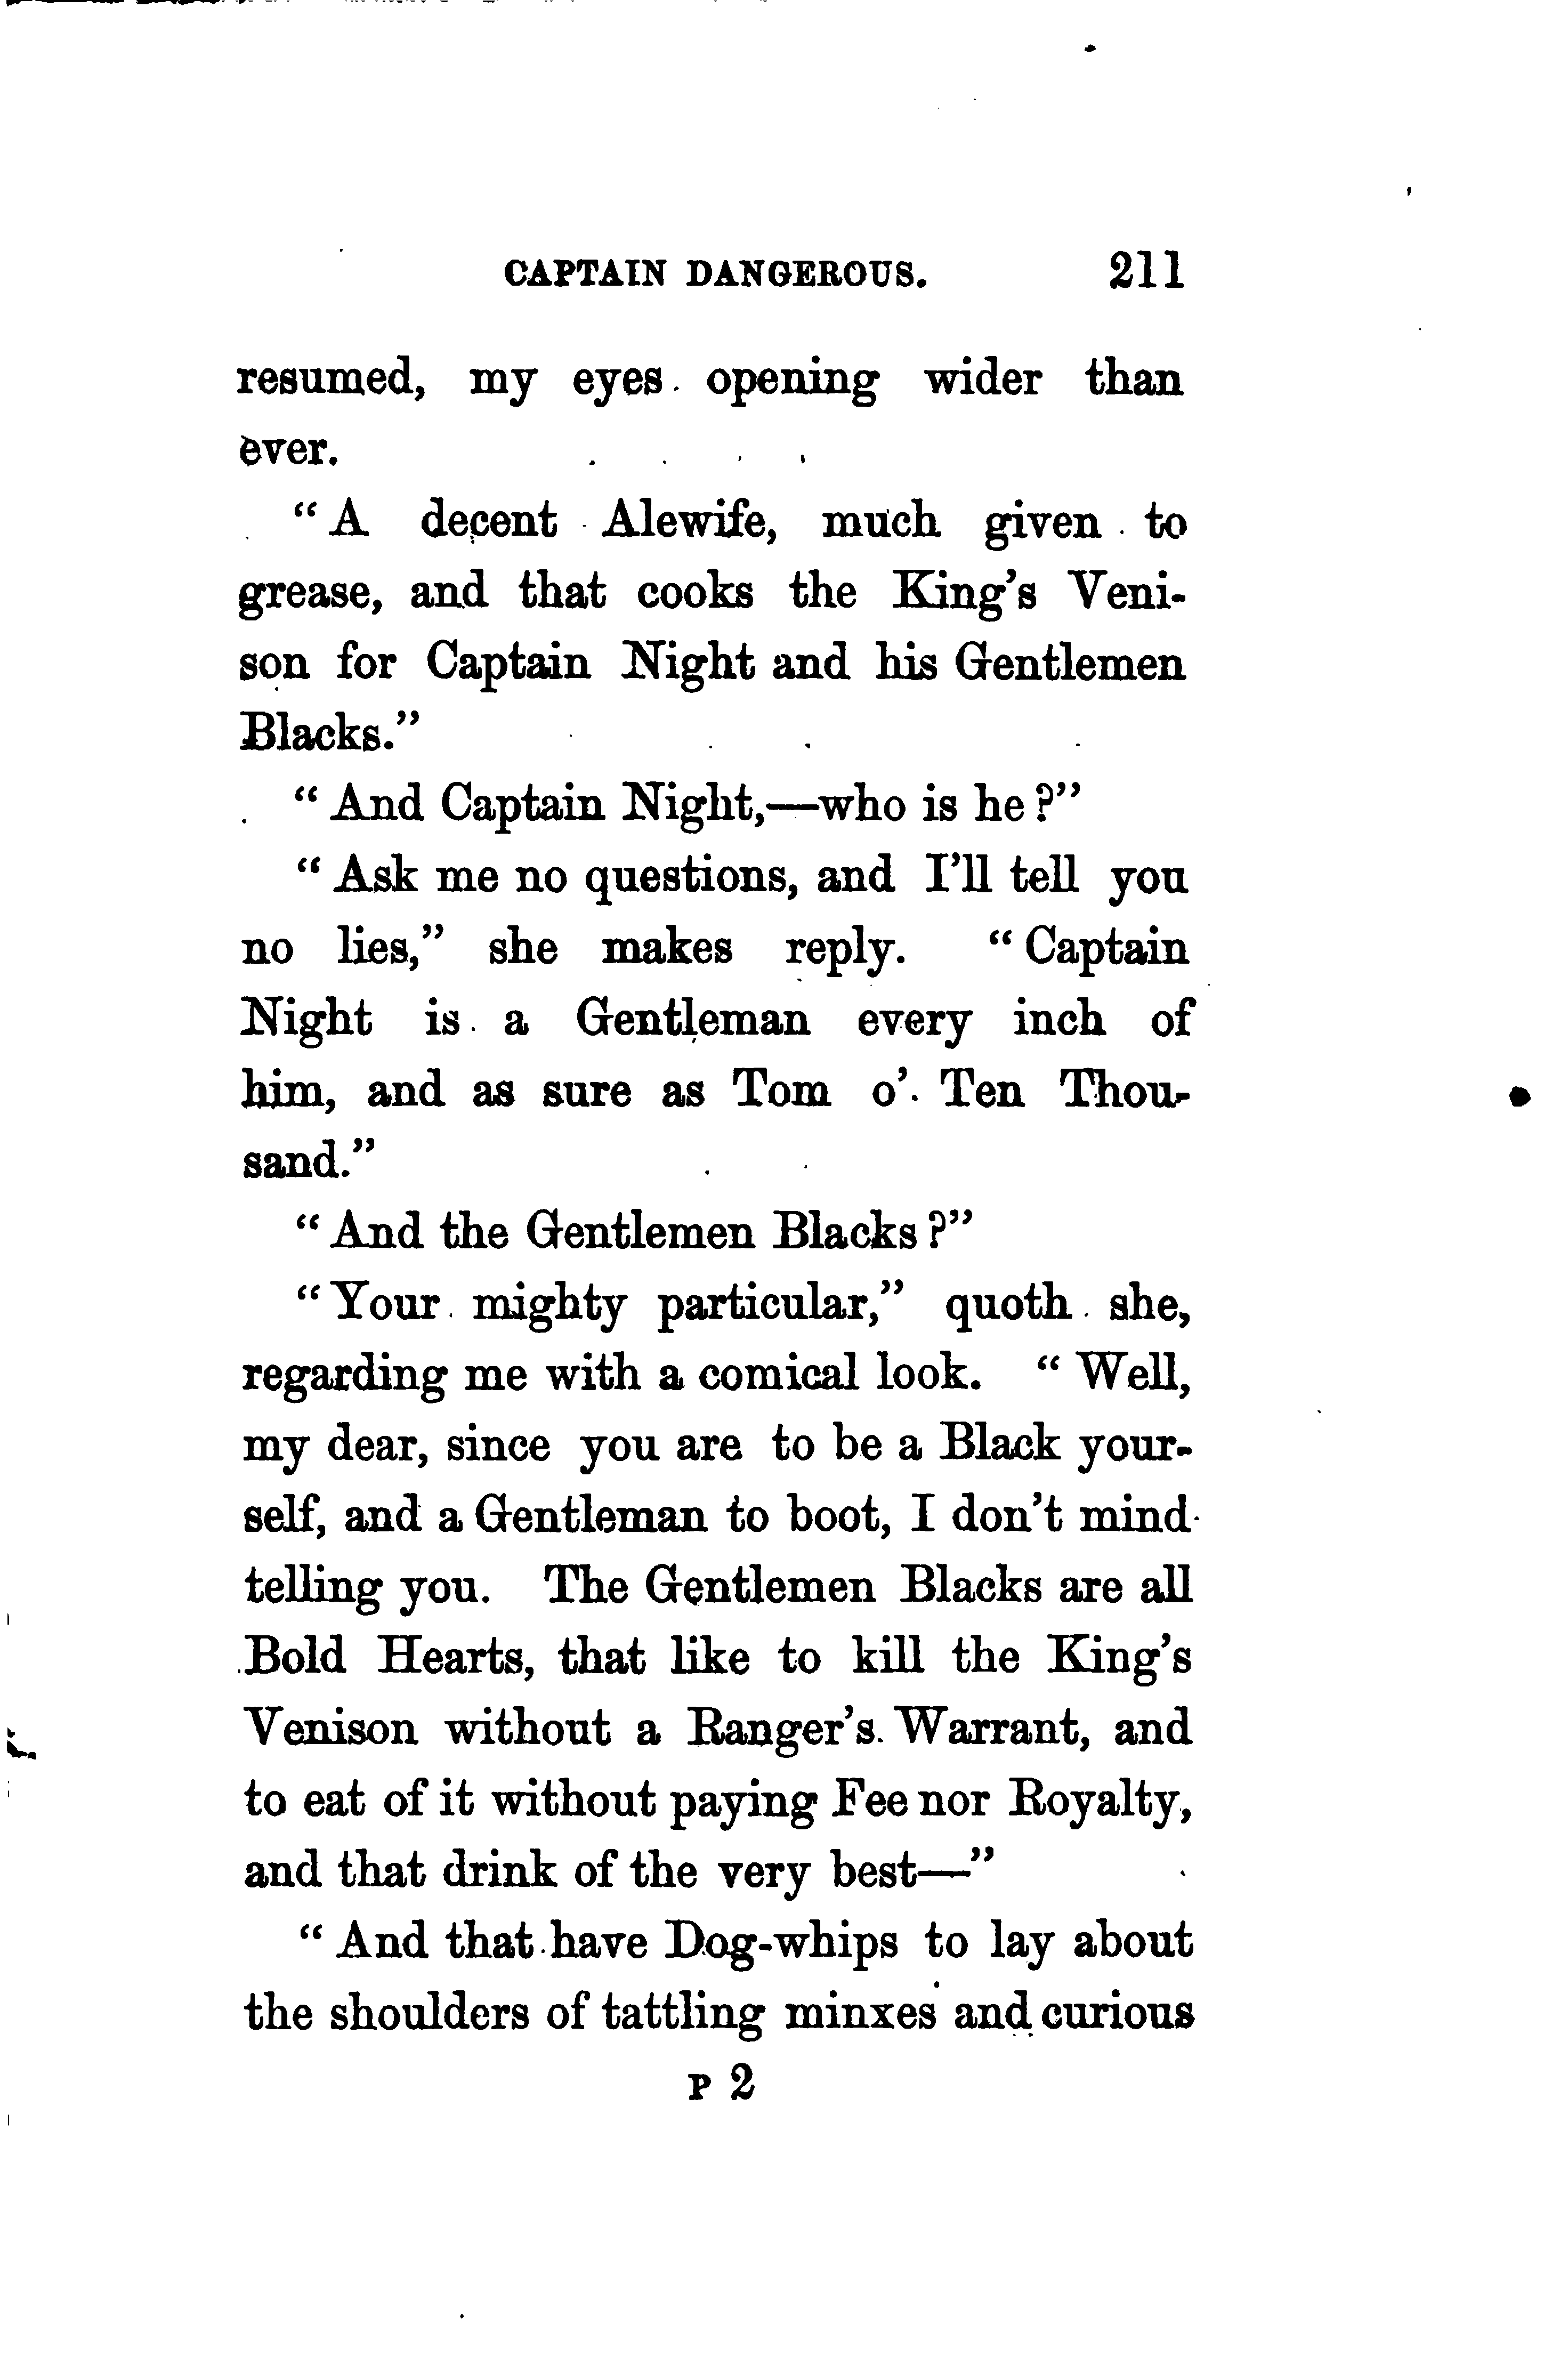 CAPTAIN DANGEROUS. 211
resumed, my eyes opening wider than
ever.
“A decent Alewife, much given to
grease, and that cooks the King’s Veni-
son for Captain Night and his Gentlemen
Blacks.”
“And Captain Night,—who is he?”
“Ask me no questions, and I’ll tell you
no lies,” she makes reply. “Captain
Night is a Gentleman every inch of
him, and as sure as Tom o’ Ten Thou-
sand.”
“And the Gentlemen Blacks?”
“Your mighty particular,” quoth she,
regarding me with a comical look. “Well,
my dear, since you are to be a Black your-
self, and a Gentleman to boot, I don’t mind
telling you. The Gentlemen Blacks are all
Bold Hearts, that like to kill the King’s
Venison without a Ranger’s Warrant, and
to eat of it without paying Fee nor Royalty,
and that drink of the very best—”
“And that have Dog-whips to lay about
the shoulders of tattling minxes and curious
P 2